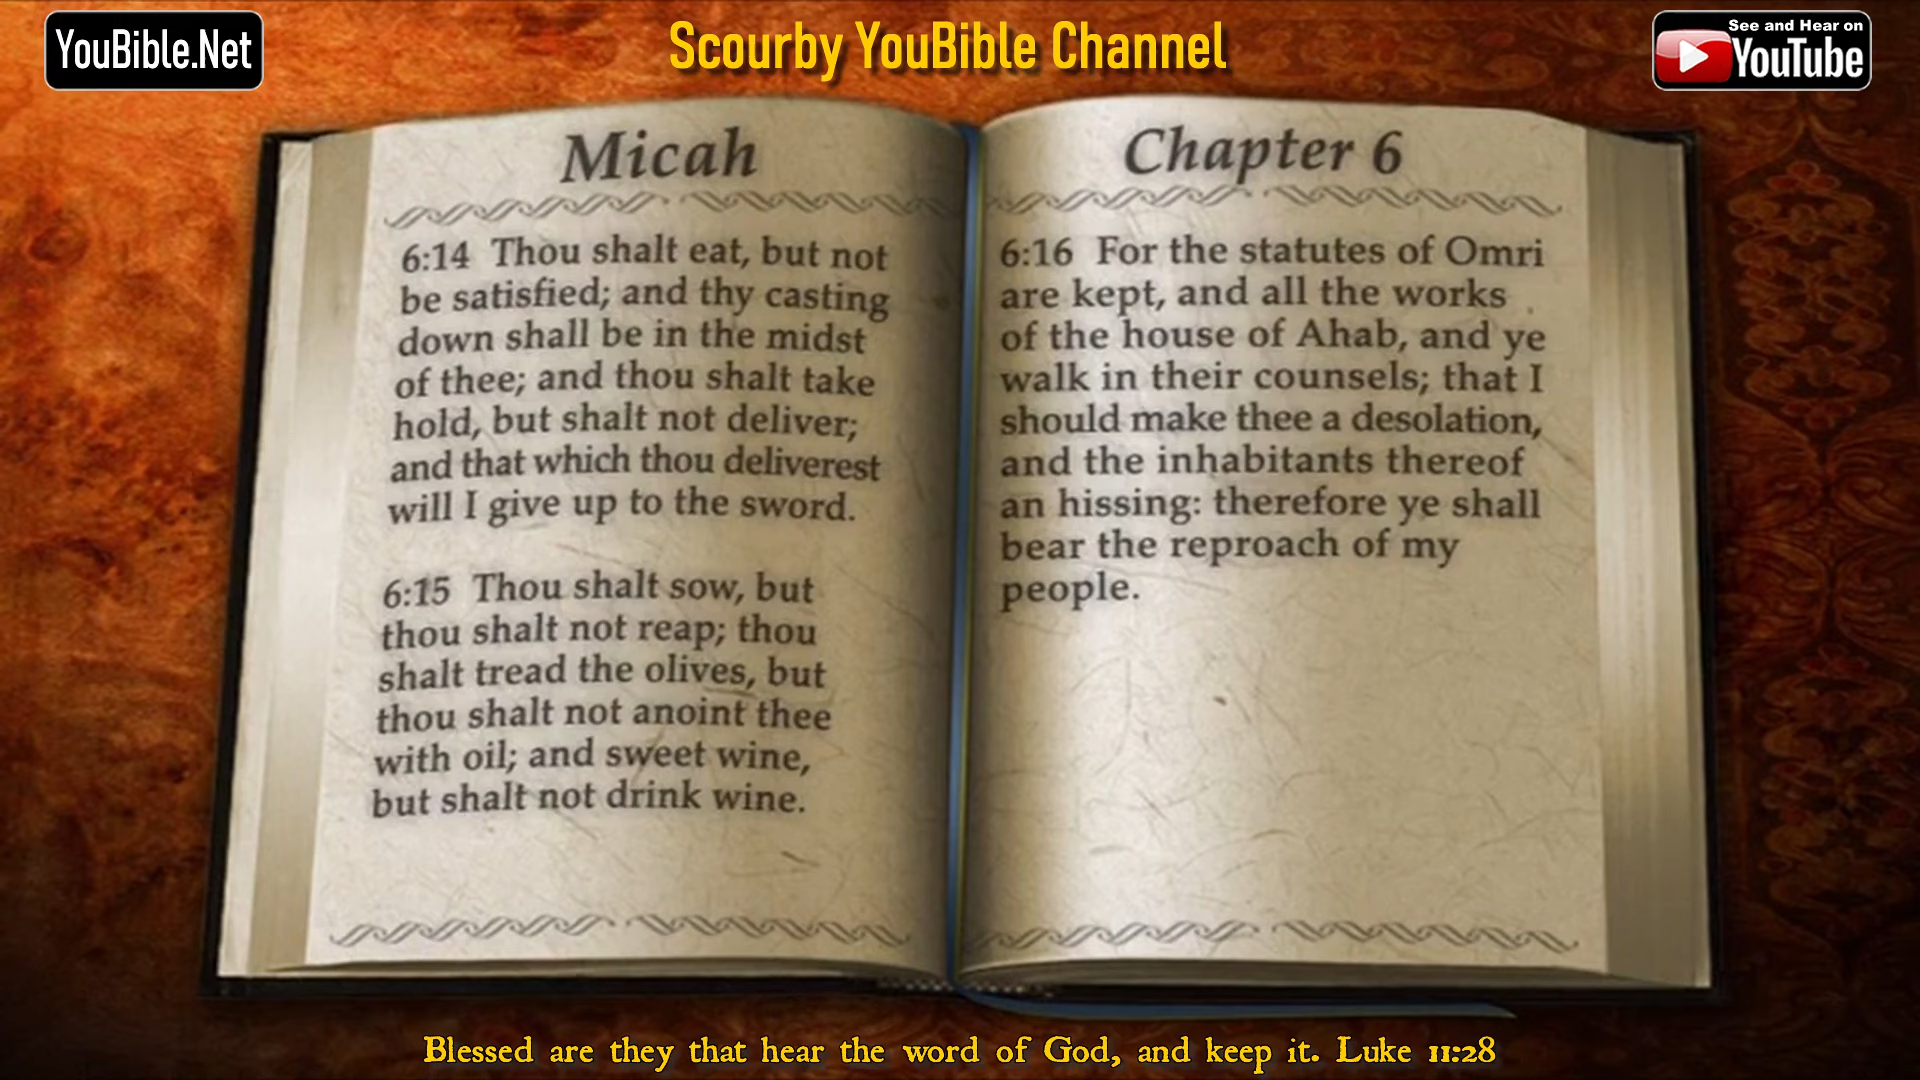 YouBible.Net
Scourby YouBible Channel
See and Hear on
YouTube
Micah
6:14 Thou shalt eat, but not
be satisfied; and thy casting
down shall be in the midst
of thee; and thou shalt take
hold, but shalt not deliver;
and that which thou deliverest
will I give up to the sword.
6:15 Thou shalt sow, but
thou shalt not reap; thou
shalt tread the olives, but
thou shalt not anoint thee
with oil; and sweet wine,
but shalt not drink wine.
Chapter 6
6:16 For the statutes of Omri
are kept, and all the works
of the house of Ahab, and ye
walk in their counsels; that I
should make thee a desolation,
and the inhabitants thereof
an hissing: therefore ye shall
bear the reproach of my
people.
Blessed are they that hear the word of God, and keep it. Luke 11:28